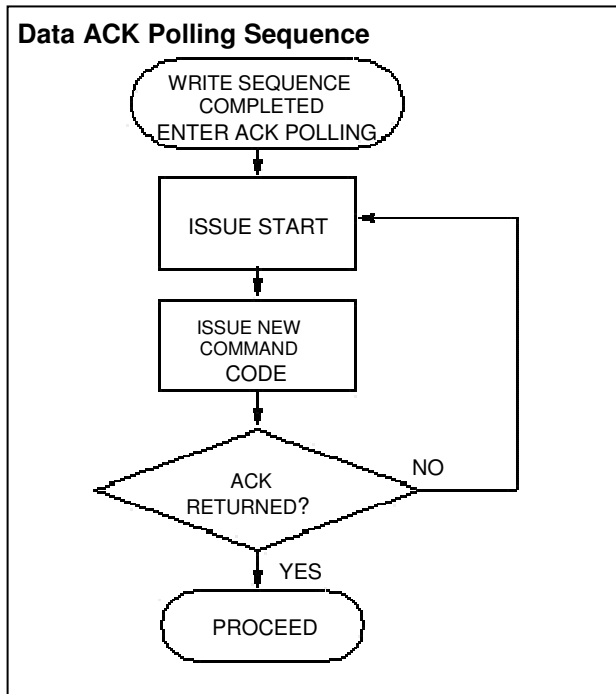 Data ACK Polling Sequence
WRITE SEQUENCE
COMPLETED
ENTER ACK POLLING
ISSUE START
ISSUE NEW
COMMAND
CODE
ACK
RETURNED?
NO
YES
PROCEED